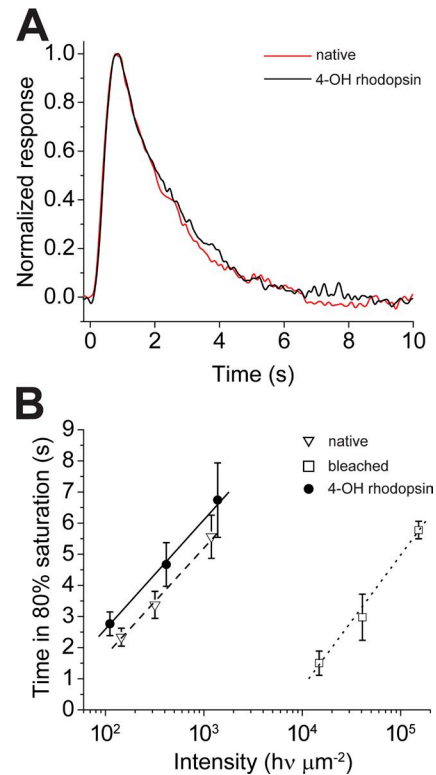 A
native
4-OH rhodopsin
1.0
0.8
0.6
0.4
0.2
0.0
Normalized response
0 2 4 6 8 10
Time (s)
B
native
bleached
4-OH rhodopsin
9
8
7
6
5
4
3
2
1
0
Time in 80% saturation (s)
10² 10³ 10⁴ 10⁵
Intensity (hν μm⁻²)